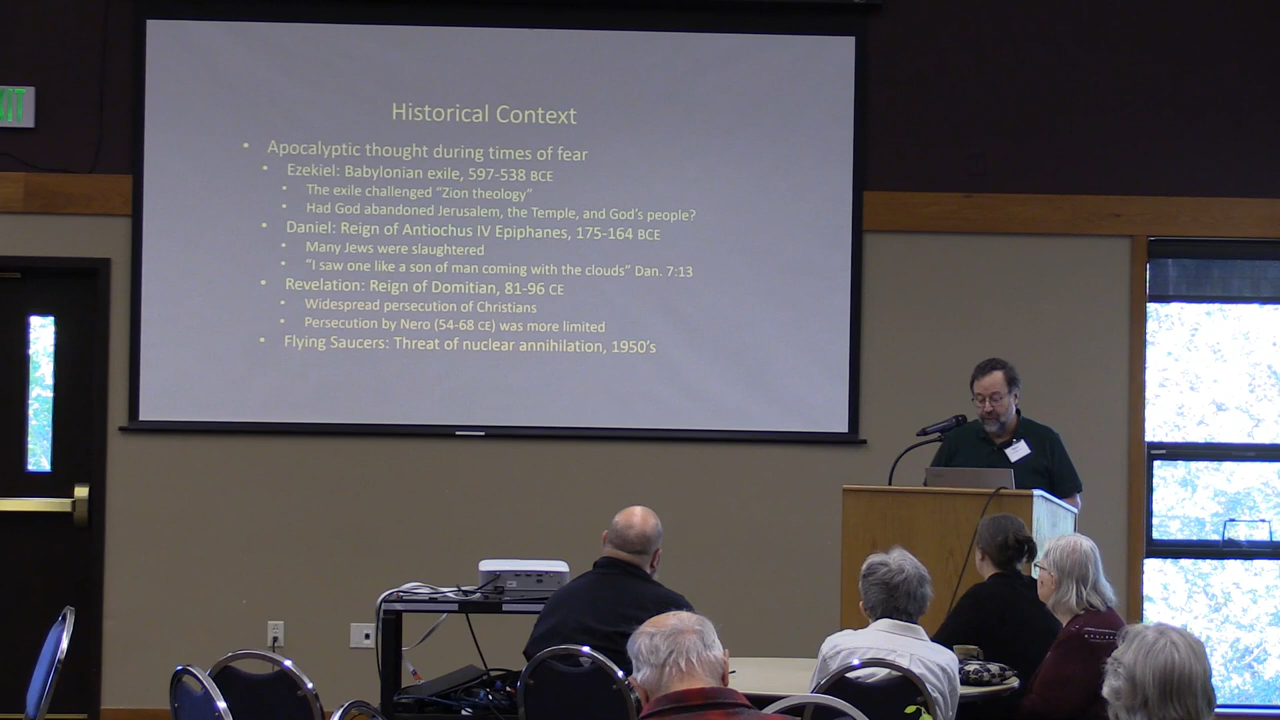 EXIT
Historical Context
• Apocalyptic thought during times of fear
• Ezekiel: Babylonian exile, 597-538 BCE
• The exile challenged “Zion theology”
• Had God abandoned Jerusalem, the Temple, and God’s people?
• Daniel: Reign of Antiochus IV Epiphanes, 175-164 BCE
• Many Jews were slaughtered
• “I saw one like a son of man coming with the clouds” Dan. 7:13
• Revelation: Reign of Domitian, 81-96 CE
• Widespread persecution of Christians
• Persecution by Nero (54-68 CE) was more limited
• Flying Saucers: Threat of nuclear annihilation, 1950’s